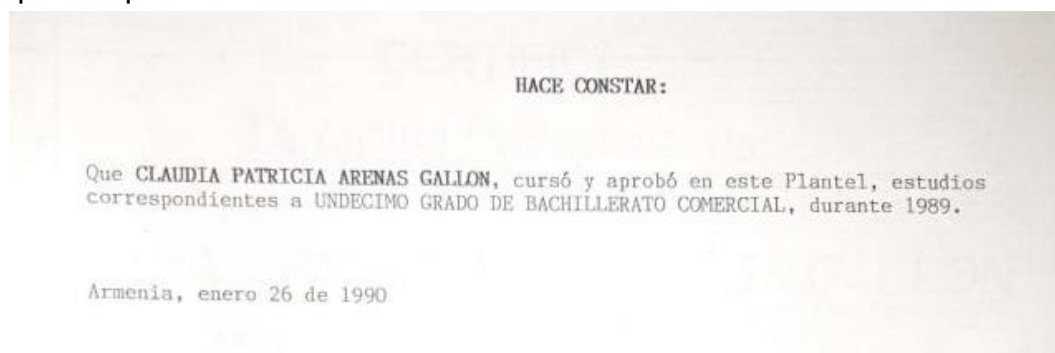 HACE CONSTAR:
Que CLAUDIA PATRICIA ARENAS GALLON, cursó y aprobó en este Plantel, estudios
correspondientes a UNDECIMO GRADO DE BACHILLERATO COMERCIAL, durante 1989.
Armenia, enero 26 de 1990